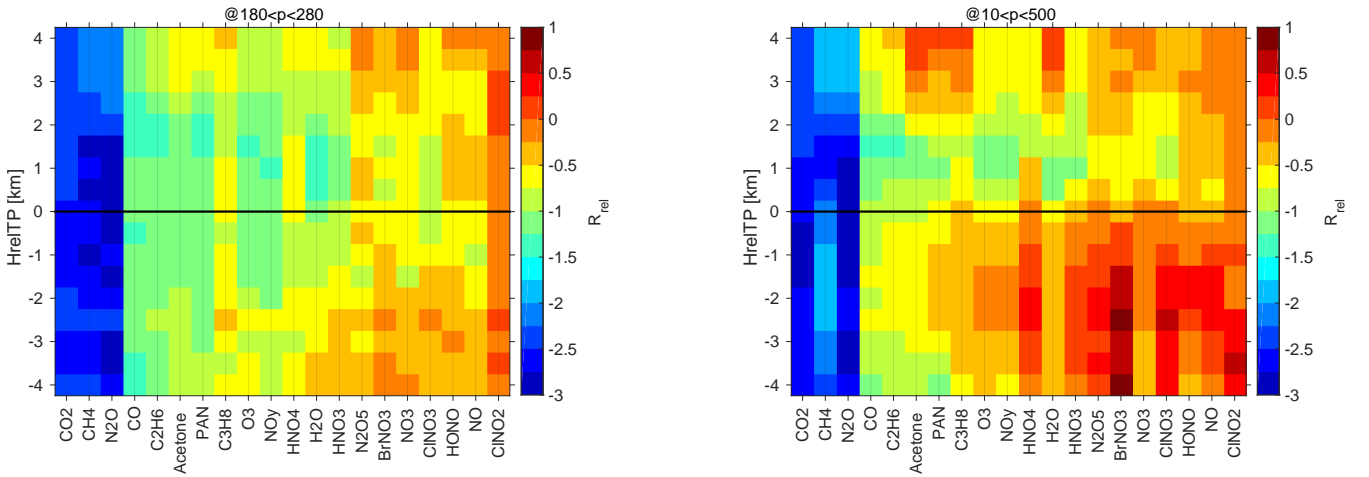 @180<p<280
HrelTP [km]
4
3
2
1
0
-1
-2
-3
-4
CO2
CH4
N2O
CO
C2H6
Acetone
PAN
C3H8
O3
NOy
HNO4
H2O
HNO3
N2O5
BrNO3
NO3
ClNO3
HONO
NO
ClNO2
1
0.5
0
-0.5
-1
-1.5
-2
-2.5
-3
R_rel
@10<p<500
HrelTP [km]
4
3
2
1
0
-1
-2
-3
-4
CO2
CH4
N2O
CO
C2H6
Acetone
PAN
C3H8
O3
NOy
HNO4
H2O
HNO3
N2O5
BrNO3
NO3
ClNO3
HONO
NO
ClNO2
1
0.5
0
-0.5
-1
-1.5
-2
-2.5
-3
R_rel